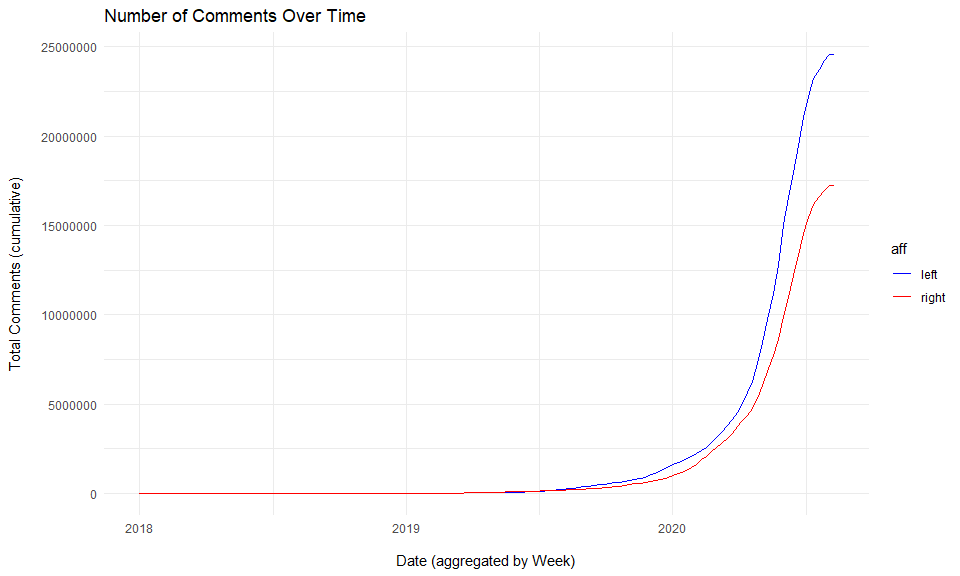 Number of Comments Over Time
Total Comments (cumulative)
25000000
20000000
15000000
10000000
5000000
0
2018
2019
2020
Date (aggregated by Week)
aff
left
right